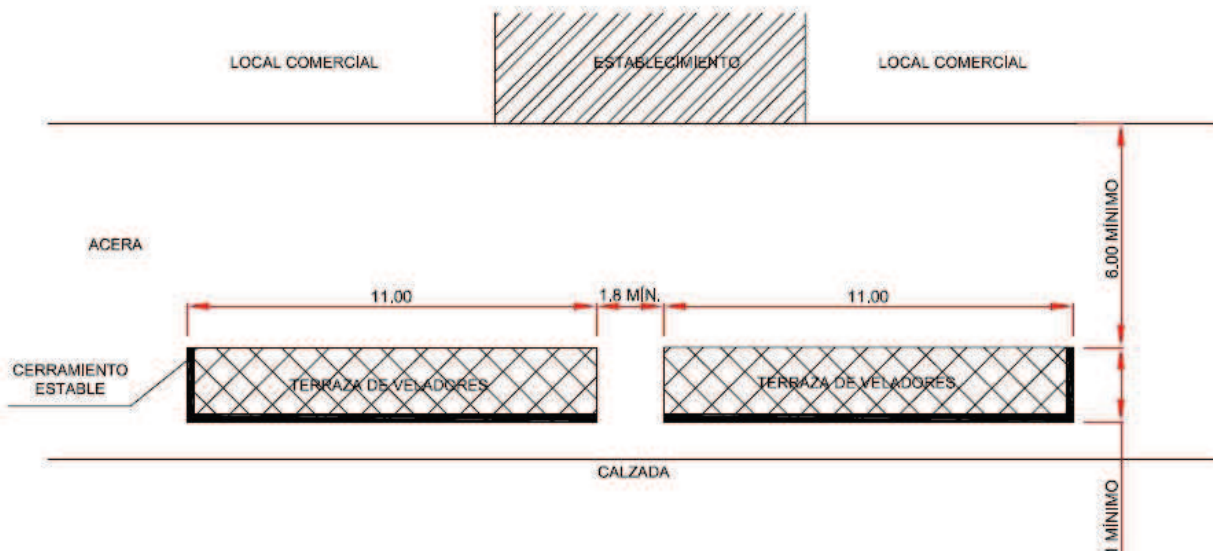 LOCAL COMERCIAL
ESTABLECIMIENTO
LOCAL COMERCIAL
ACERA
6.00 MÍNIMO
11.00
1.8 MÍN.
11.00
CERRAMIENTO
ESTABLE
TERRAZA DE VELADORES
TERRAZA DE VELADORES
CALZADA
1 MÍNIMO